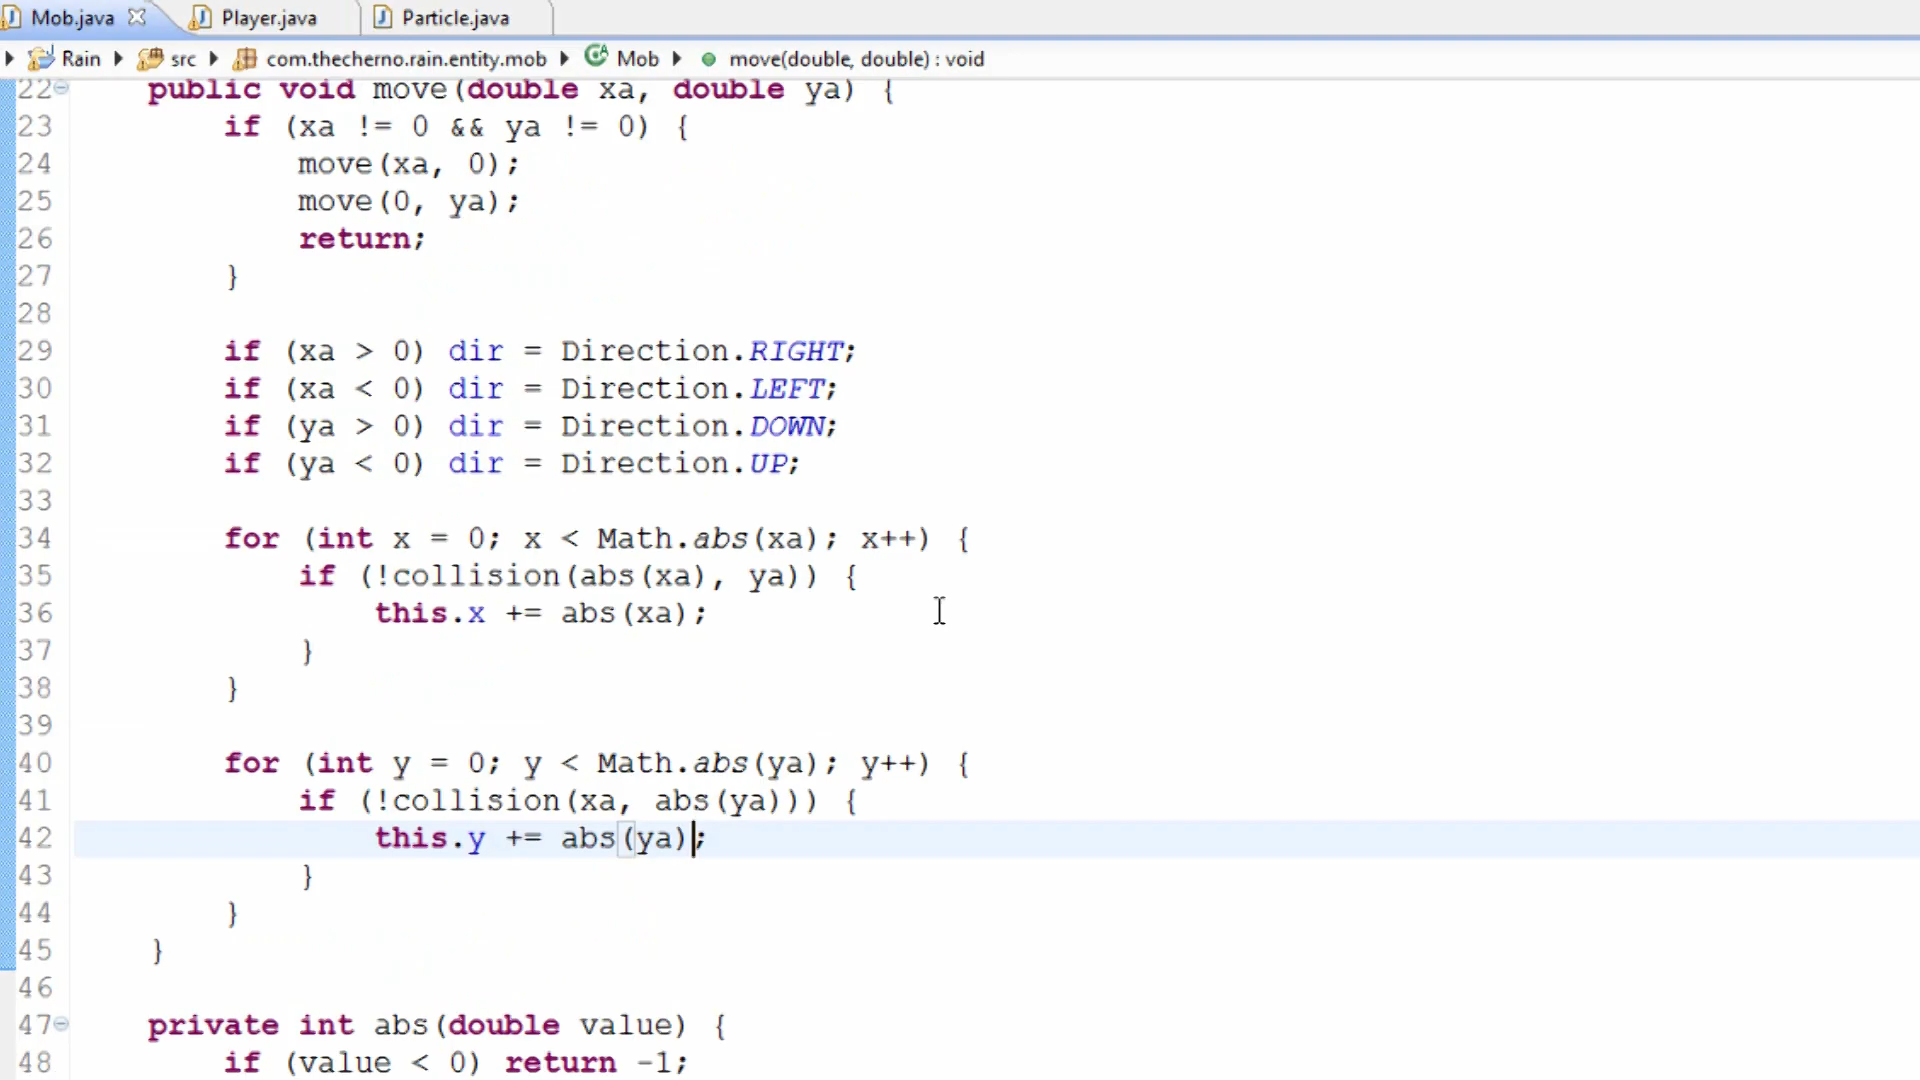 Mob.java Player.java Particle.java
Rain src com.thecherno.rain.entity.mob Mob move(double, double) : void
22 public void move(double xa, double ya) {
23 if (xa != 0 && ya != 0) {
24 move(xa, 0);
25 move(0, ya);
26 return;
27 }
28
29 if (xa > 0) dir = Direction.RIGHT;
30 if (xa < 0) dir = Direction.LEFT;
31 if (ya > 0) dir = Direction.DOWN;
32 if (ya < 0) dir = Direction.UP;
33
34 for (int x = 0; x < Math.abs(xa); x++) {
35 if (!collision(abs(xa), ya)) {
36 this.x += abs(xa);
37 }
38 }
39
40 for (int y = 0; y < Math.abs(ya); y++) {
41 if (!collision(xa, abs(ya))) {
42 this.y += abs(ya);
43 }
44 }
45 }
46
47 private int abs(double value) {
48 if (value < 0) return -1;